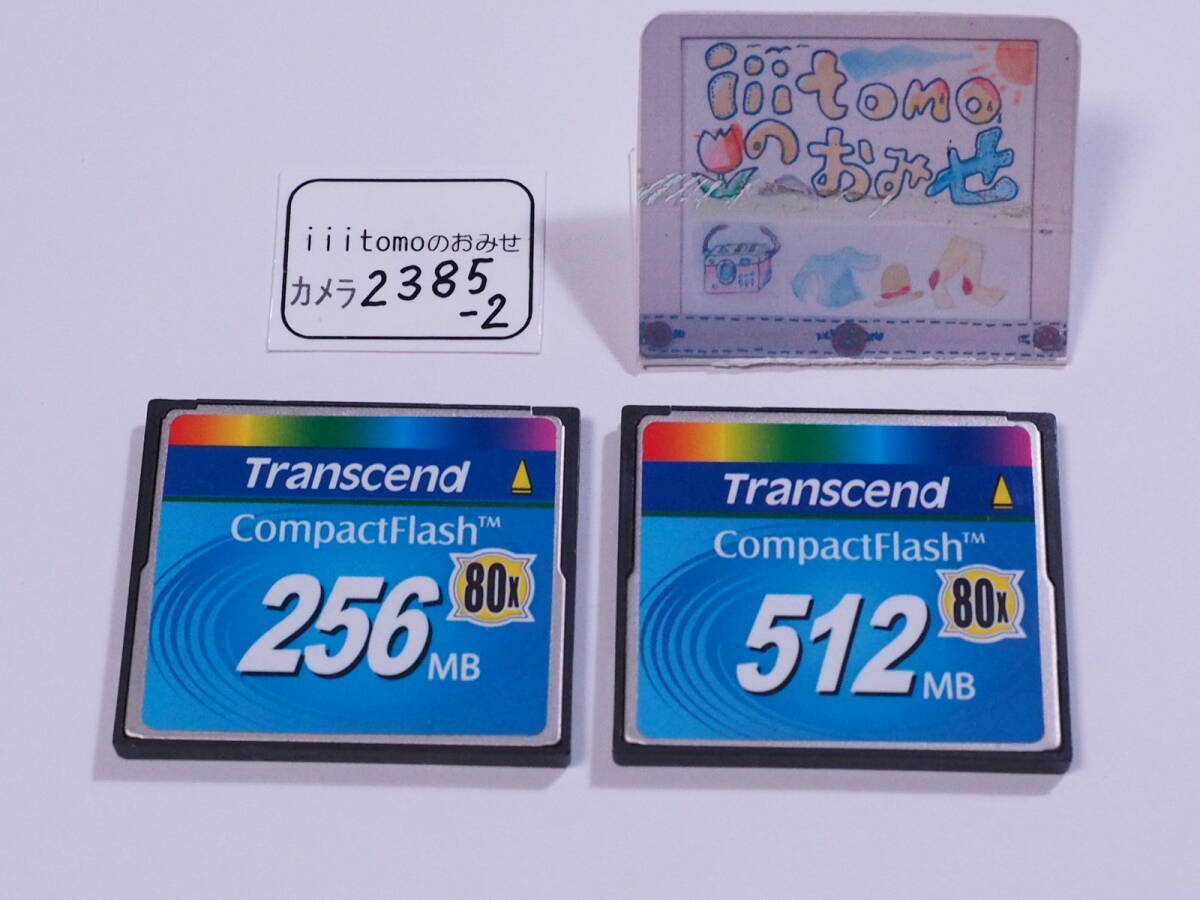 iiitomo
のおみせ
iiitomoのおみせ
カメラ2385
-2
Transcend
CompactFlash™
80x
256MB
Transcend
CompactFlash™
80x
512MB